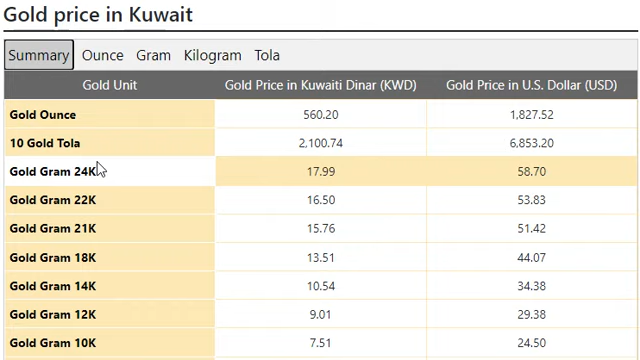 Gold price in Kuwait
Summary Ounce Gram Kilogram Tola
Gold Unit Gold Price in Kuwaiti Dinar (KWD) Gold Price in U.S. Dollar (USD)
Gold Ounce 560.20 1,827.52
10 Gold Tola 2,100.74 6,853.20
Gold Gram 24K 17.99 58.70
Gold Gram 22K 16.50 53.83
Gold Gram 21K 15.76 51.42
Gold Gram 18K 13.51 44.07
Gold Gram 14K 10.54 34.38
Gold Gram 12K 9.01 29.38
Gold Gram 10K 7.51 24.50